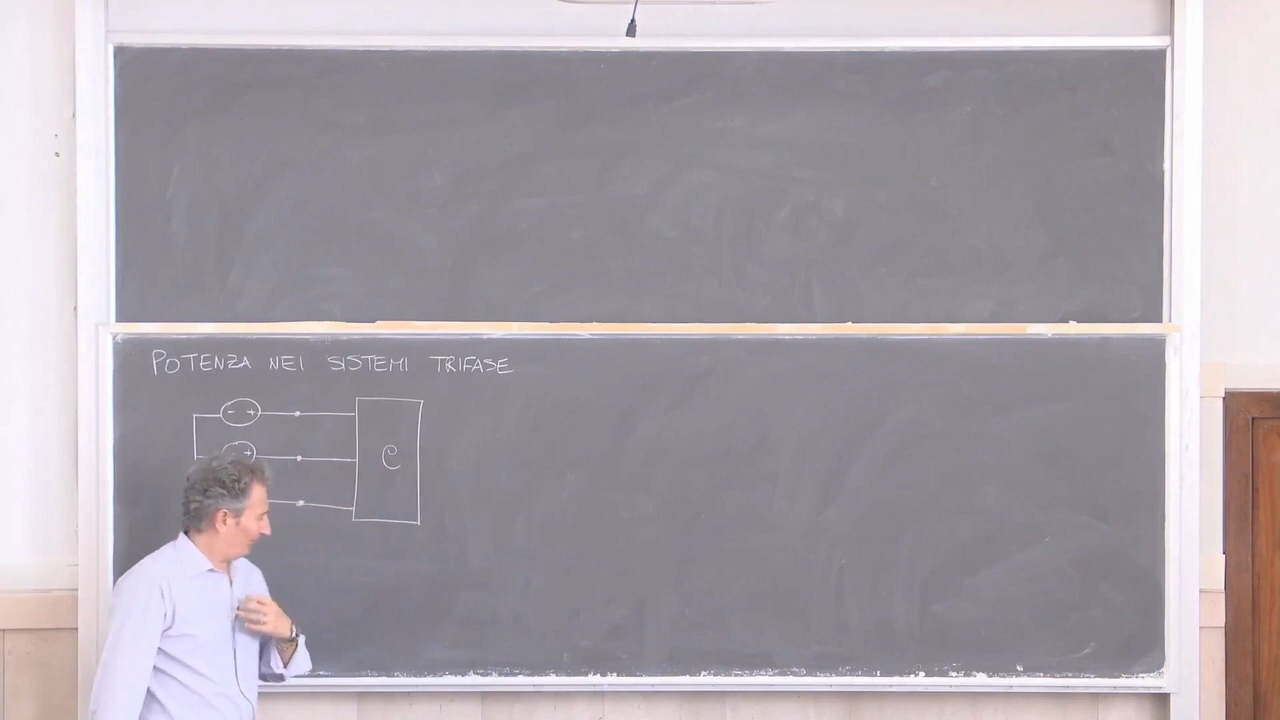 POTENZA NEI SISTEMI TRIFASE
- +
- +
C